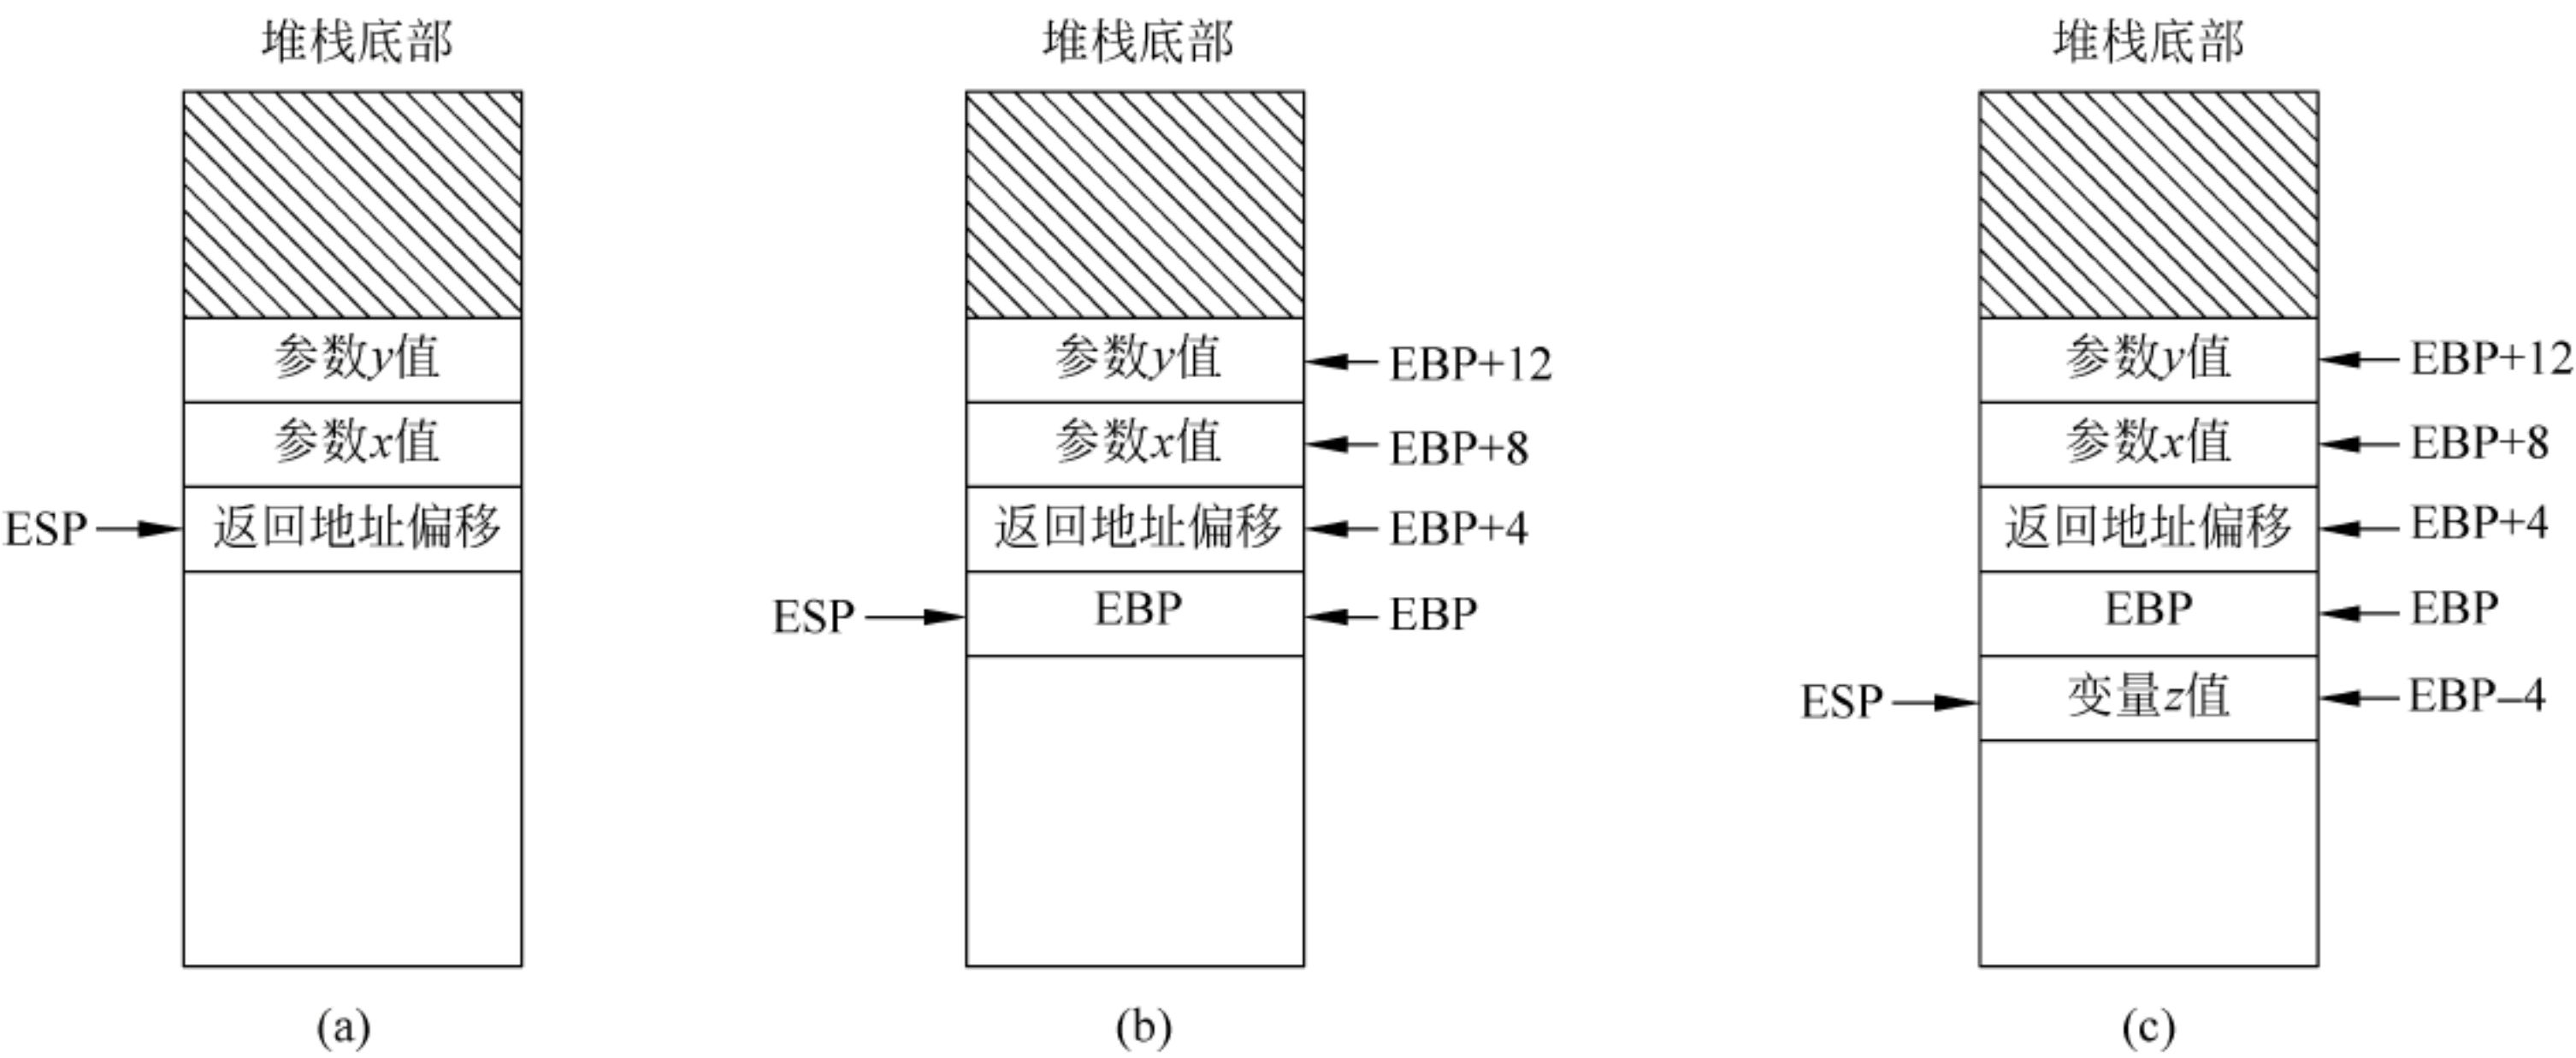 堆栈底部
参数y值
参数x值
ESP
返回地址偏移
(a)
堆栈底部
参数y值
EBP+12
参数x值
EBP+8
返回地址偏移
EBP+4
ESP
EBP
EBP
(b)
堆栈底部
参数y值
EBP+12
参数x值
EBP+8
返回地址偏移
EBP+4
EBP
EBP
ESP
变量z值
EBP–4
(c)